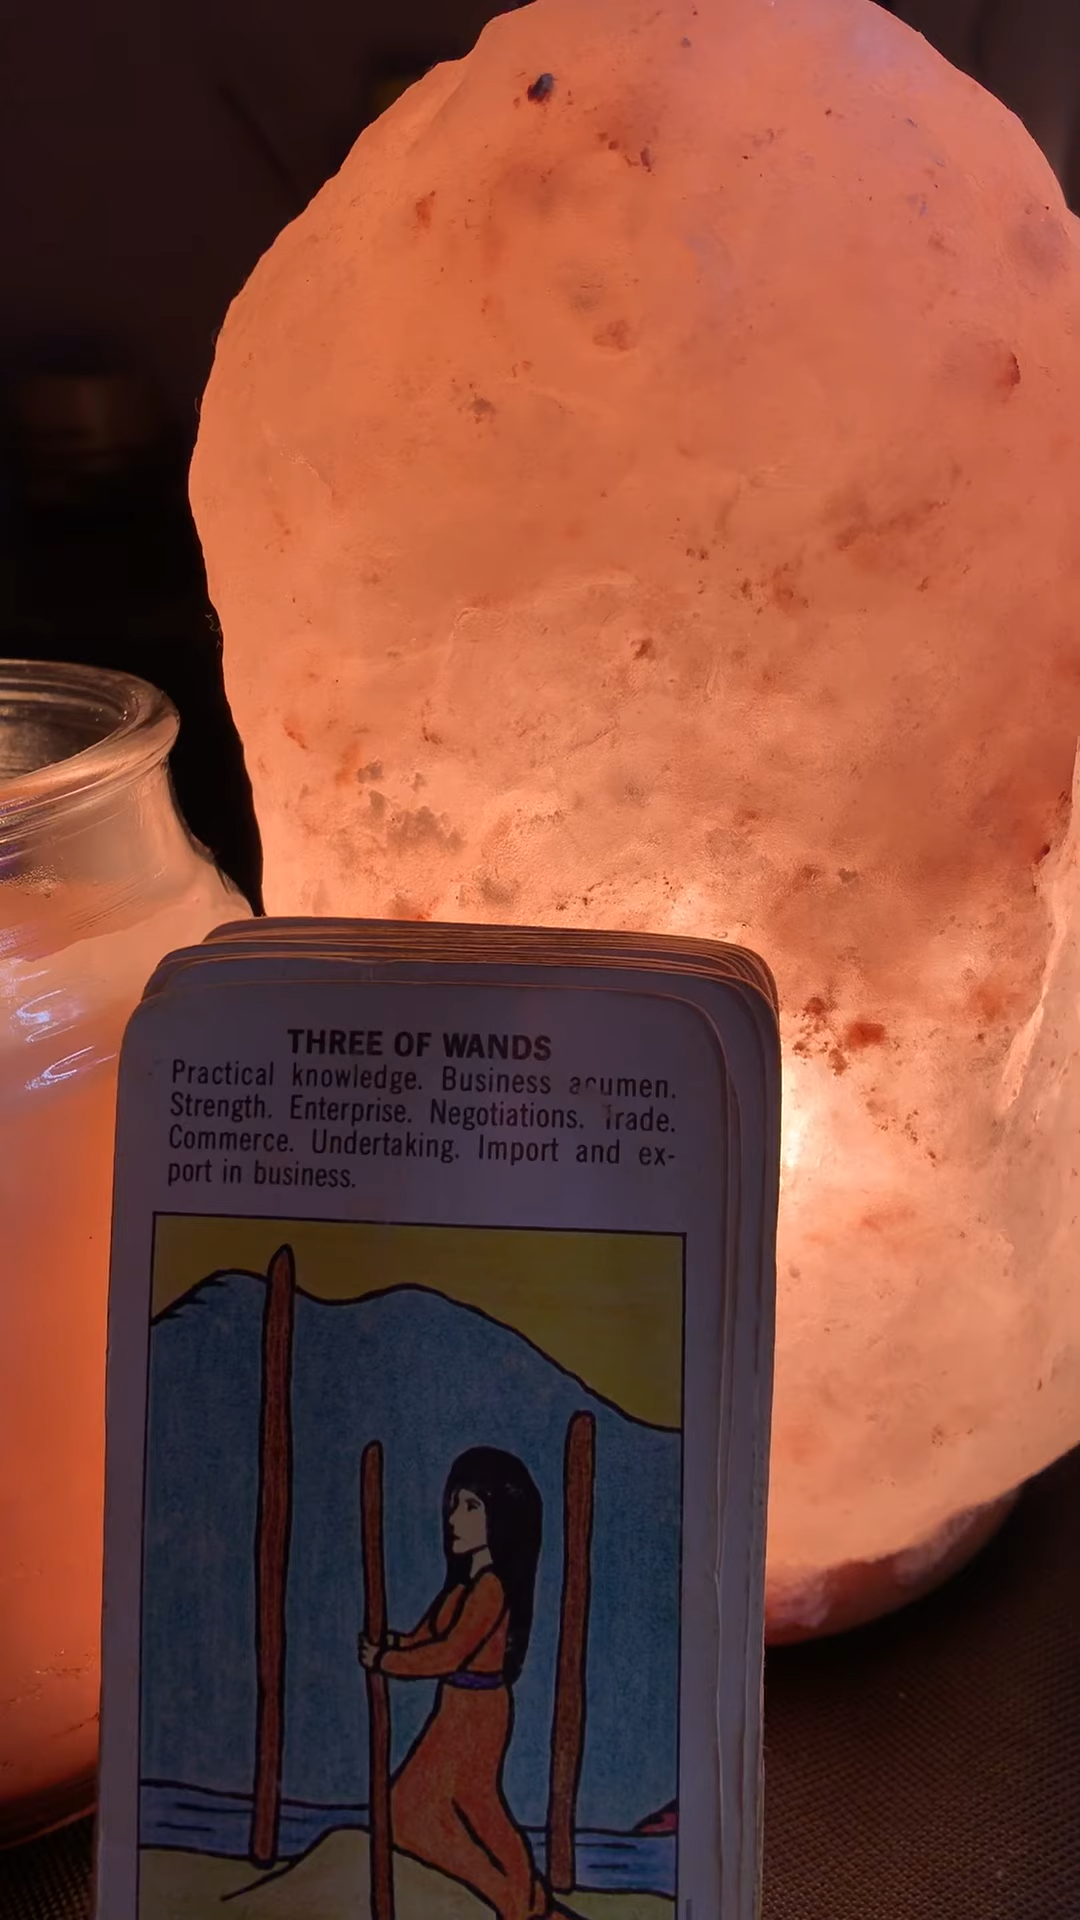 THREE OF WANDS
Practical knowledge. Business acumen.
Strength. Enterprise. Negotiations. Trade.
Commerce. Undertaking. Import and ex-
port in business.